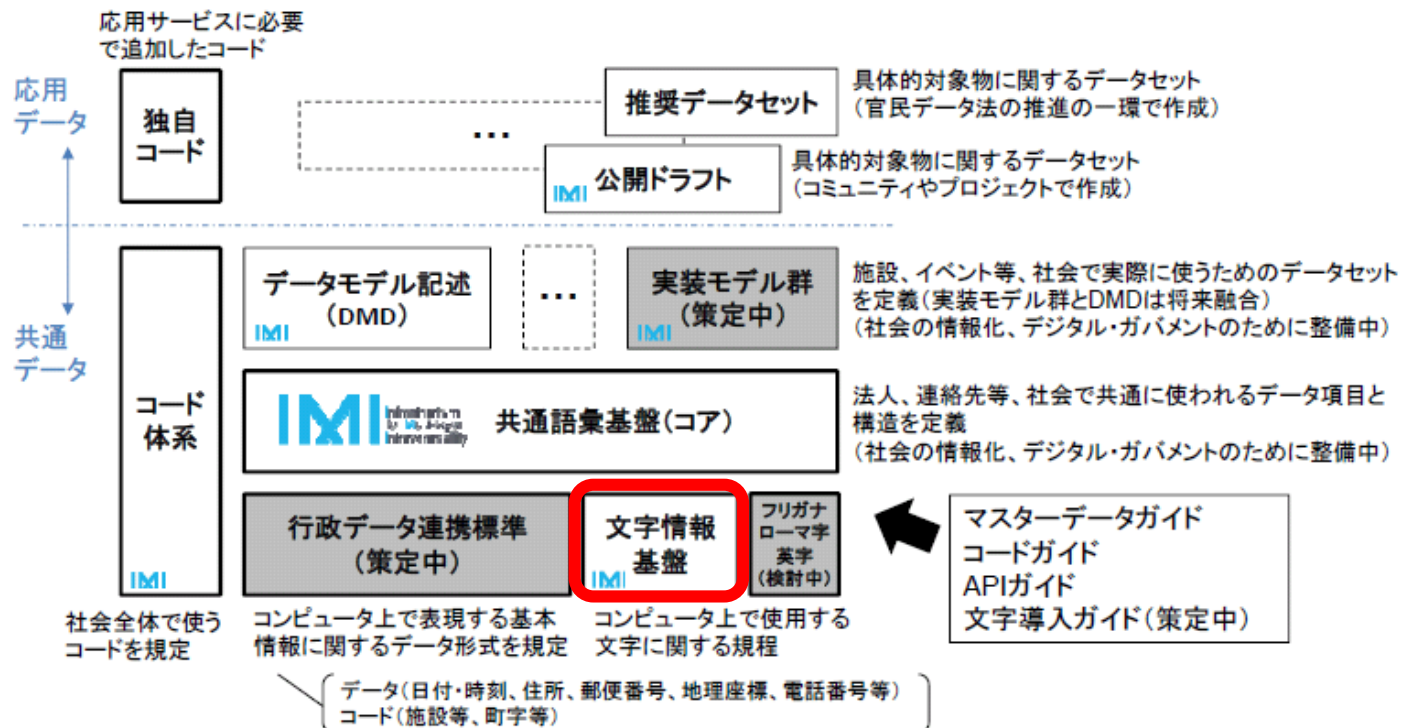 応用サービスに必要
で追加したコード
応用
データ
独自
コード
...
推奨データセット
具体的対象物に関するデータセット
(官民データ法の推進の一環で作成)
IMI
公開ドラフト
具体的対象物に関するデータセット
(コミュニティやプロジェクトで作成)
共通
データ
コード
体系
IMI
データモデル記述
(DMD)
IMI
...
実装モデル群
(策定中)
IMI
施設、イベント等、社会で実際に使うためのデータセット
を定義(実装モデル群とDMDは将来融合)
(社会の情報化、デジタル・ガバメントのために整備中)
IMI
共通語彙基盤(コア)
法人、連絡先等、社会で共通に使われるデータ項目と
構造を定義
(社会の情報化、デジタル・ガバメントのために整備中)
行政データ連携標準
(策定中)
文字情報
基盤
IMI
フリガナ
ローマ字
英字
(検討中)
マスターデータガイド
コードガイド
APIガイド
文字導入ガイド(策定中)
社会全体で使う
コードを規定
コンピュータ上で表現する基本
情報に関するデータ形式を規定
コンピュータ上で使用する
文字に関する規程
データ(日付・時刻、住所、郵便番号、地理座標、電話番号等)
コード(施設等、町字等)